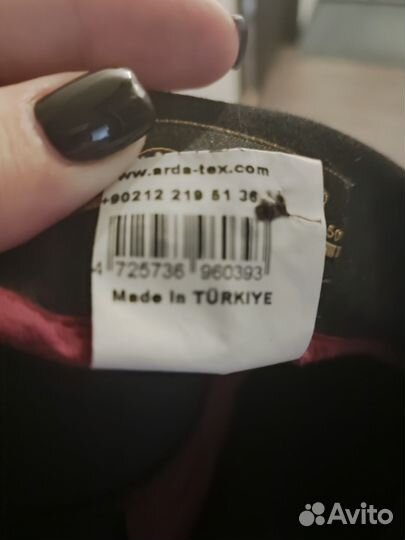 www.arda-tex.com
+90212 219 51 36
4 725736 960393
Made in TÜRKIYE
Avito